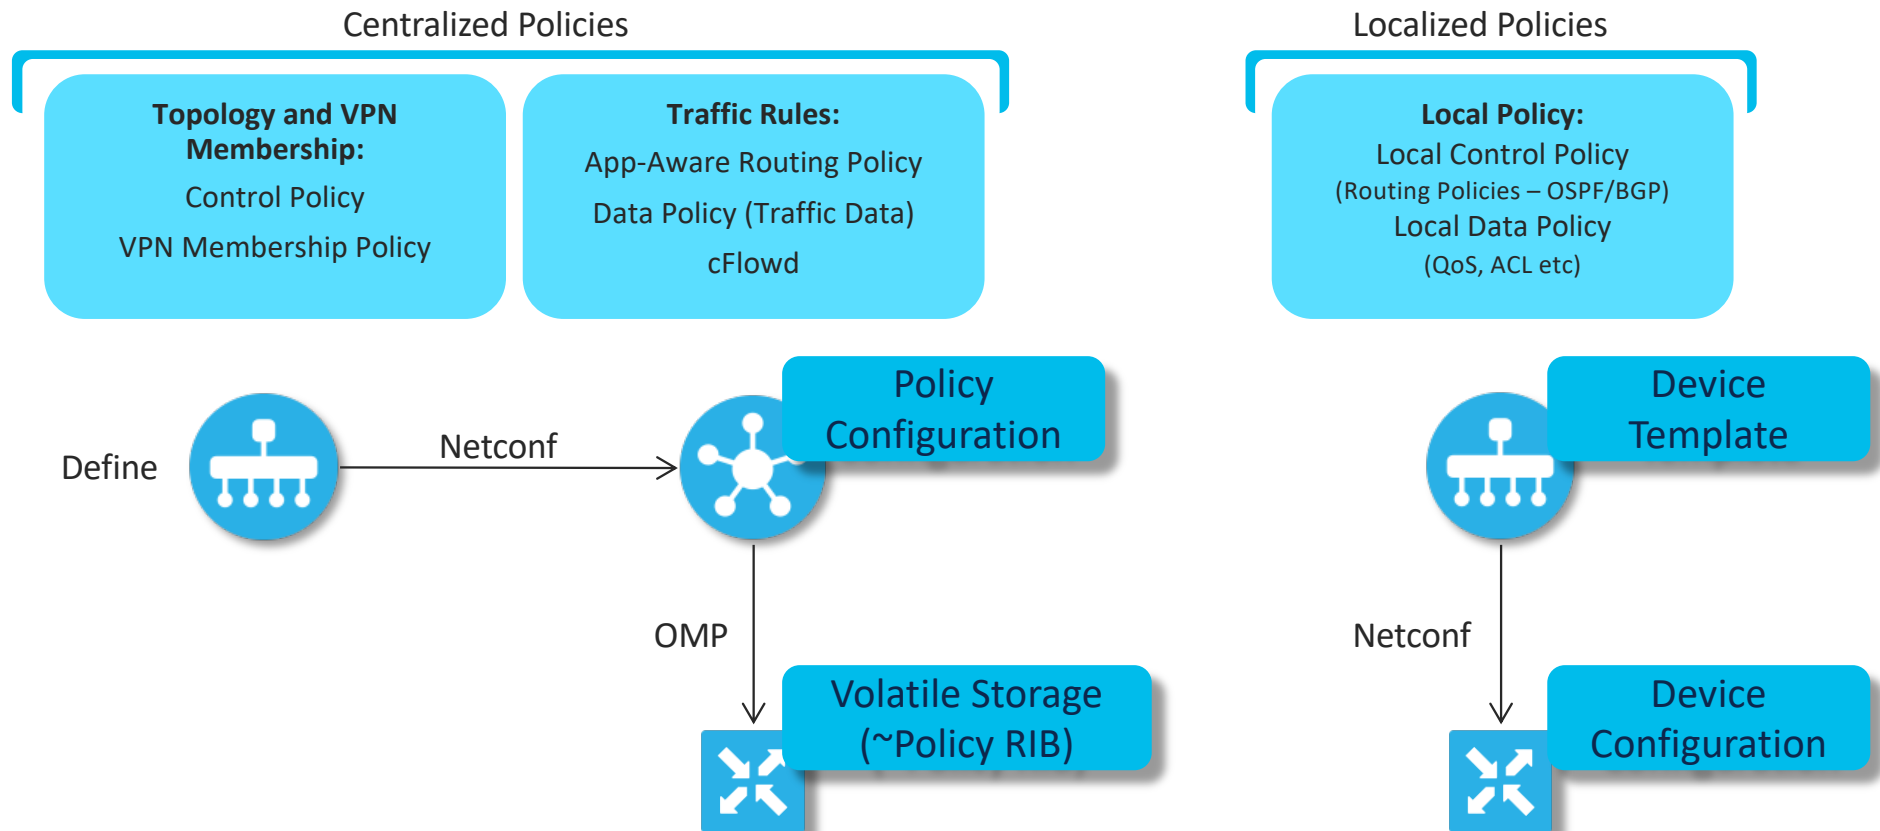 Centralized Policies
Topology and VPN
Membership:
Control Policy
VPN Membership Policy
Traffic Rules:
App-Aware Routing Policy
Data Policy (Traffic Data)
cFlowd
Localized Policies
Local Policy:
Local Control Policy
(Routing Policies – OSPF/BGP)
Local Data Policy
(QoS, ACL etc)
Define
Netconf
Policy
Configuration
OMP
Volatile Storage
(~Policy RIB)
Device
Template
Netconf
Device
Configuration